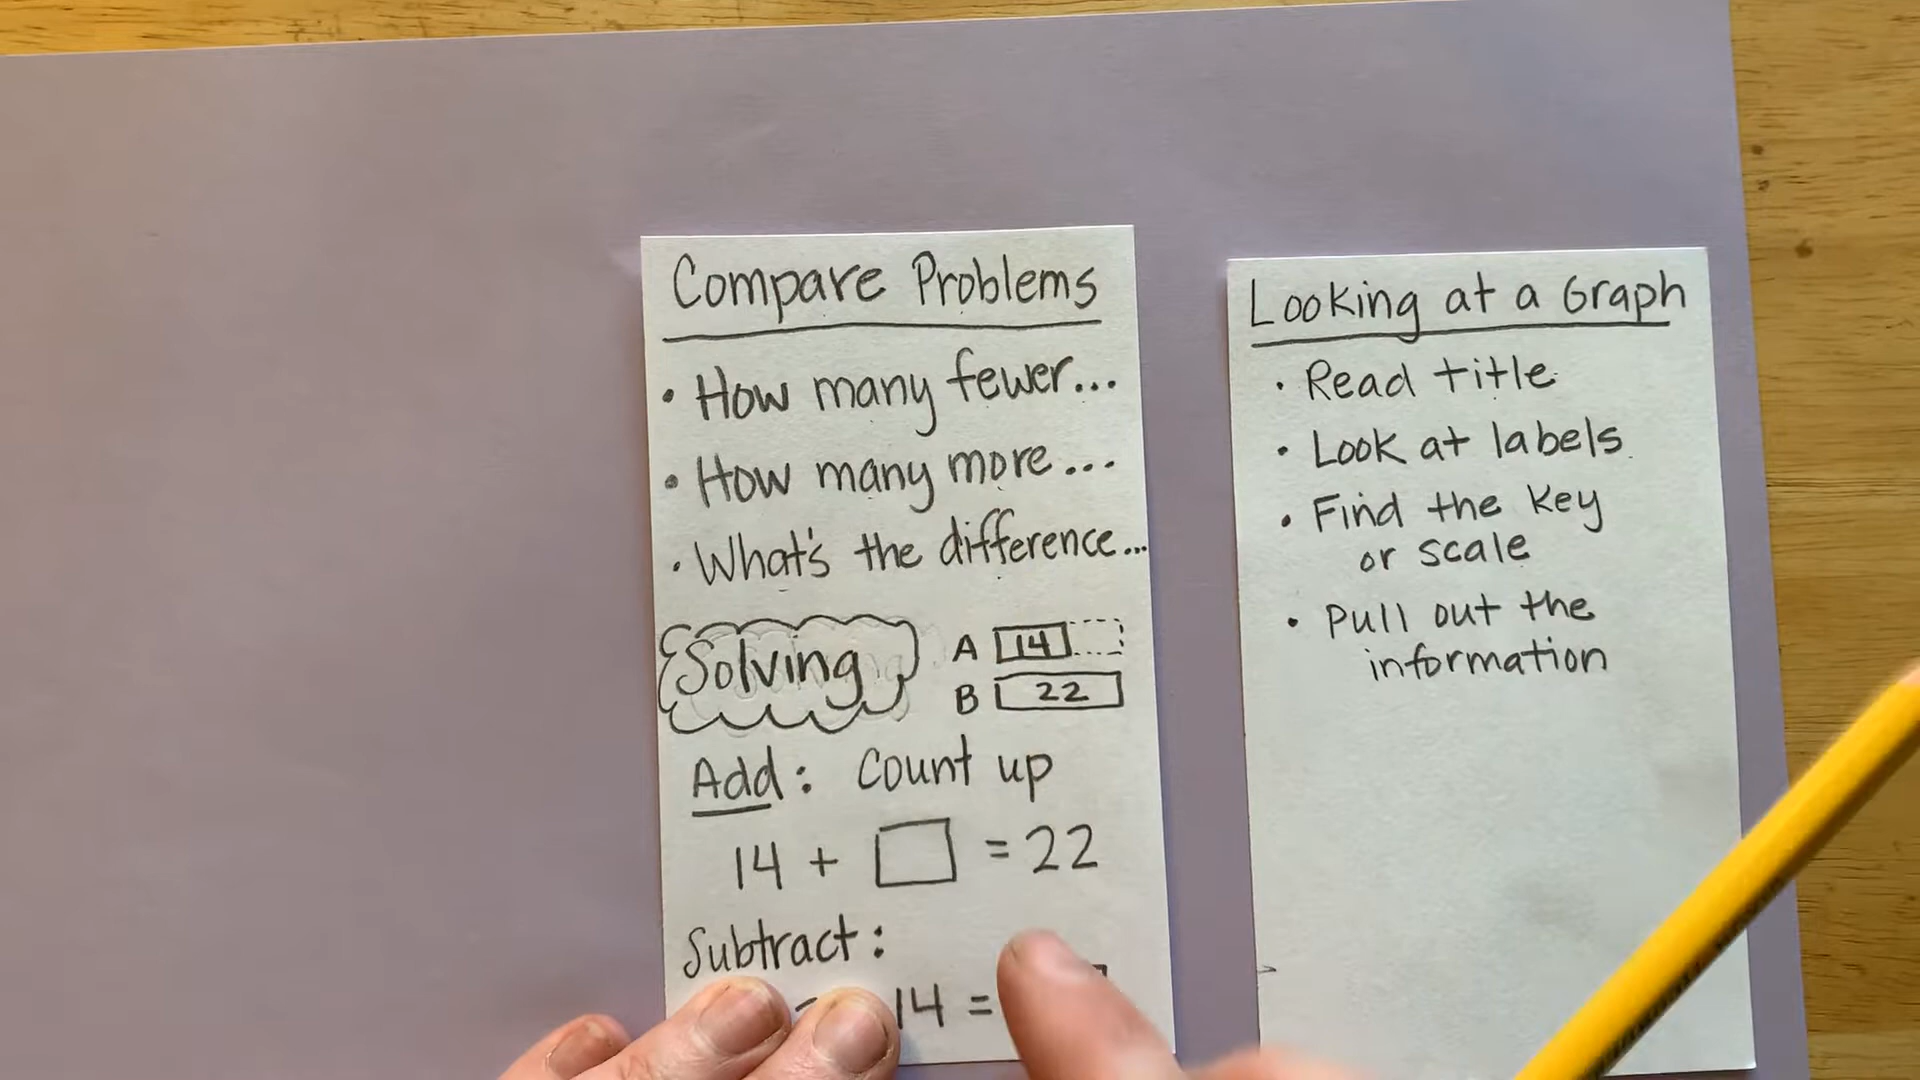 Compare Problems
• How many fewer...
• How many more...
• What's the difference...
Solving
A 14
B 22
Add: Count up
14 + □ = 22
Subtract:
14 =
Looking at a Graph
• Read title
• Look at labels
• Find the key
or scale
• Pull out the
information